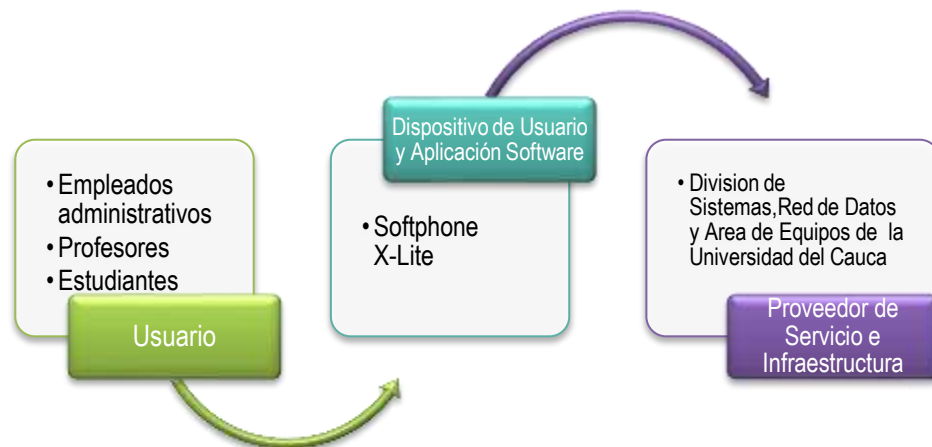 • Empleados
administrativos
• Profesores
• Estudiantes
Usuario
Dispositivo de Usuario
y Aplicación Software
• Softphone
X-Lite
• Division de
Sistemas,Red de Datos
y Area de Equipos de la
Universidad del Cauca
Proveedor de
Servicio e
Infraestructura